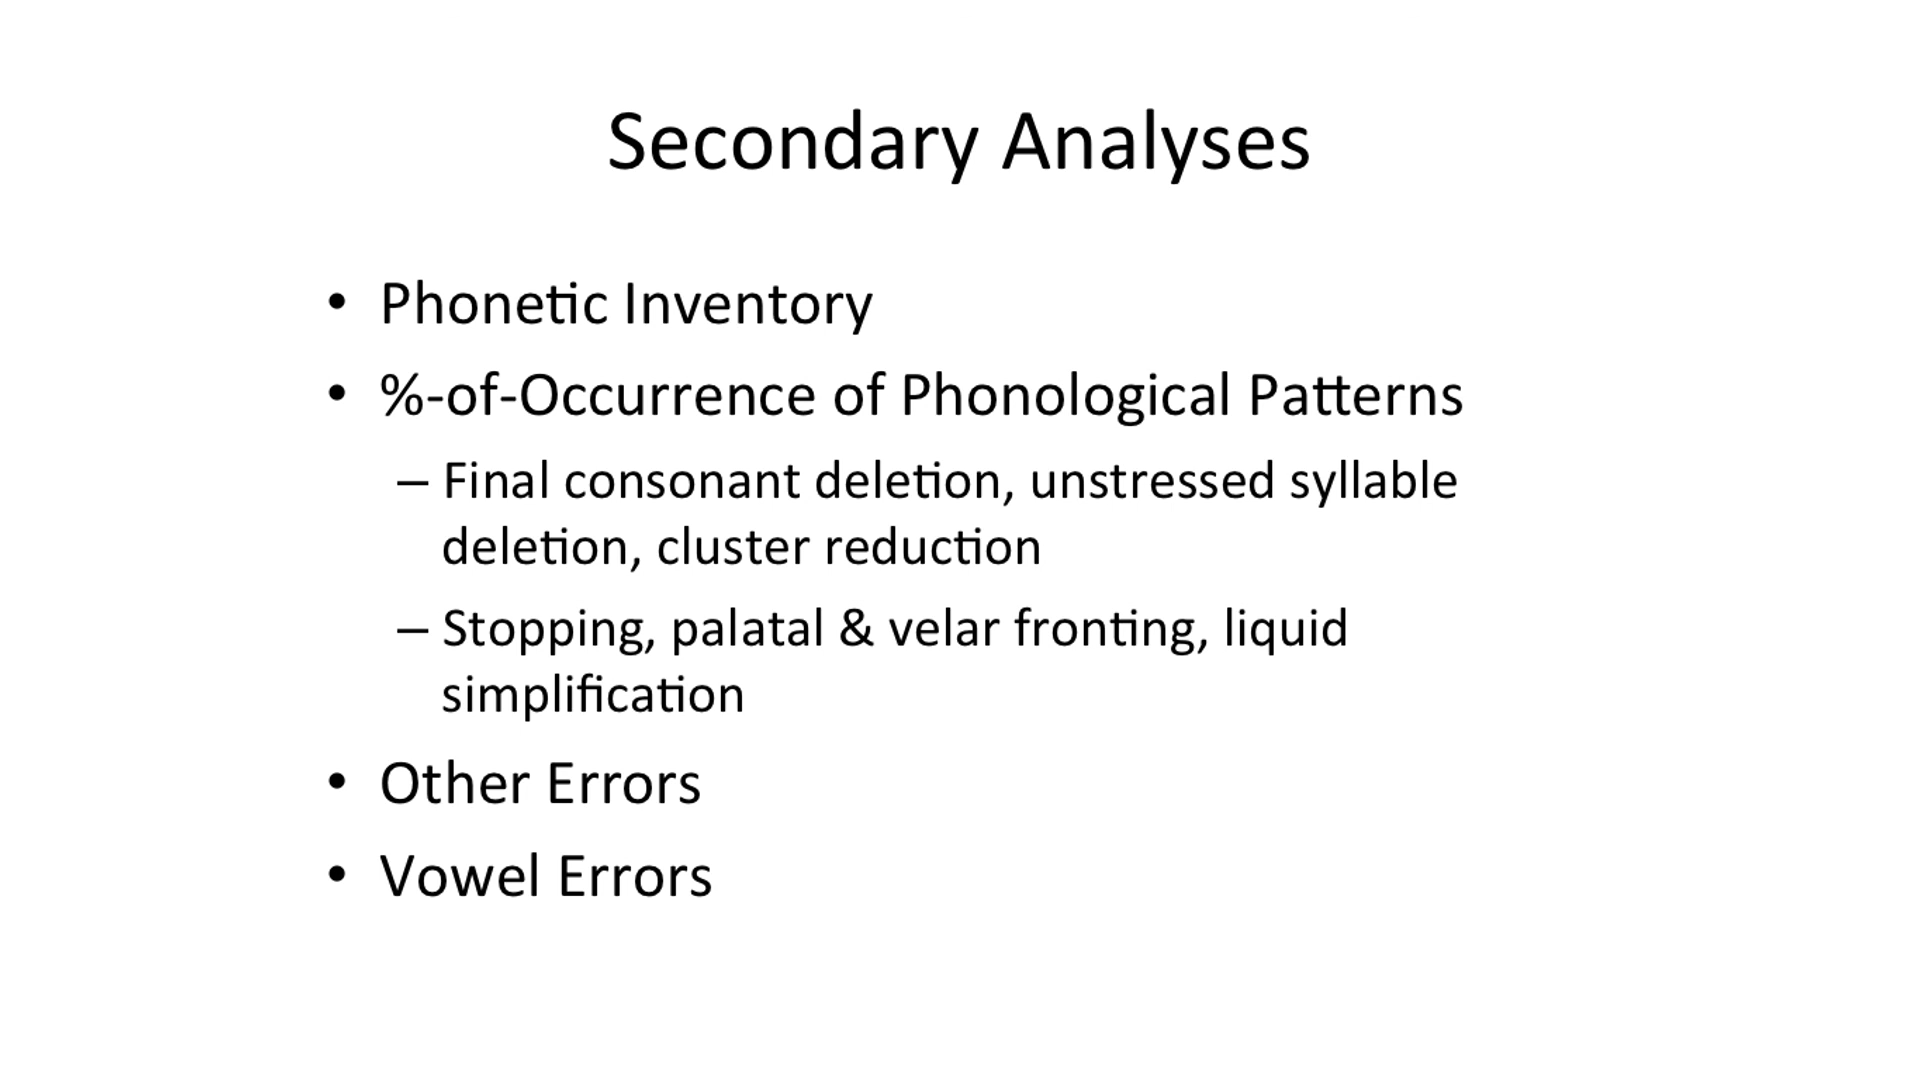 Secondary Analyses
• Phonetic Inventory
• %-of-Occurrence of Phonological Patterns
– Final consonant deletion, unstressed syllable
deletion, cluster reduction
– Stopping, palatal & velar fronting, liquid
simplification
• Other Errors
• Vowel Errors